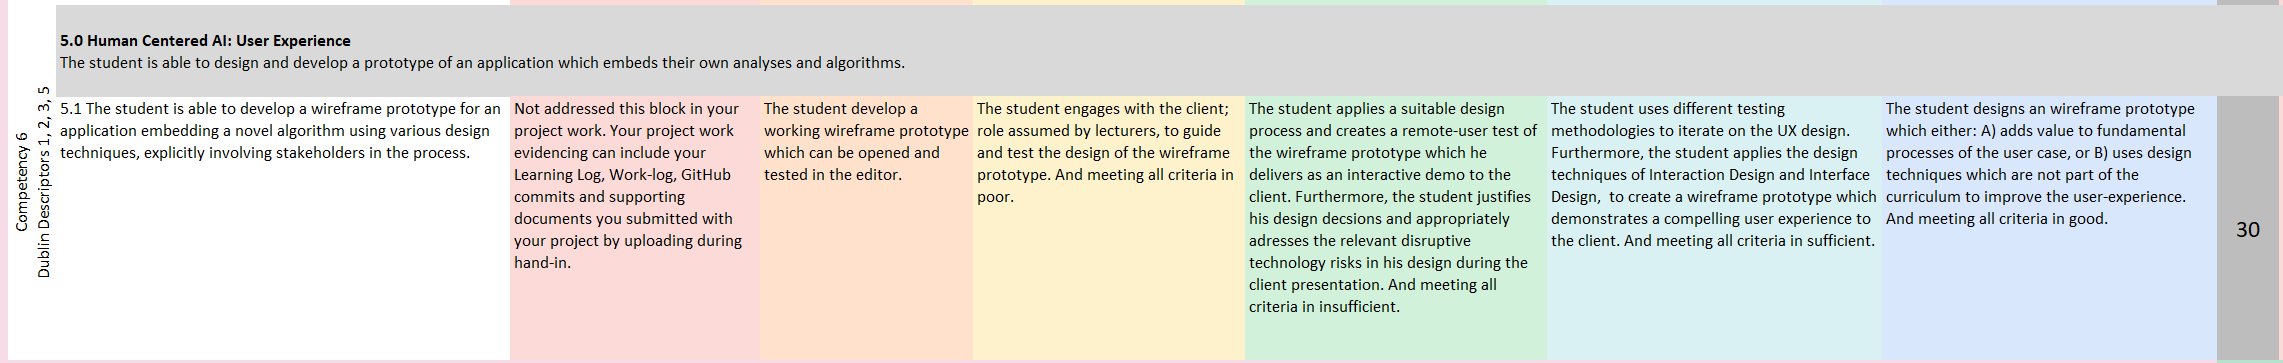 5.0 Human Centered AI: User Experience
The student is able to design and develop a prototype of an application which embeds their own analyses and algorithms.
Competency 6
Dublin Descriptors 1, 2, 3, 5
5.1 The student is able to develop a wireframe prototype for an
application embedding a novel algorithm using various design
techniques, explicitly involving stakeholders in the process.
Not addressed this block in your
project work. Your project work
evidencing can include your
Learning Log, Work-log, GitHub
commits and supporting
documents you submitted with
your project by uploading during
hand-in.
The student develop a
working wireframe prototype
which can be opened and
tested in the editor.
The student engages with the client;
role assumed by lecturers, to guide
and test the design of the wireframe
prototype. And meeting all criteria in
poor.
The student applies a suitable design
process and creates a remote-user test of
the wireframe prototype which he
delivers as an interactive demo to the
client. Furthermore, the student justifies
his design decsions and appropriately
adresses the relevant disruptive
technology risks in his design during the
client presentation. And meeting all
criteria in insufficient.
The student uses different testing
methodologies to iterate on the UX design.
Furthermore, the student applies the design
techniques of Interaction Design and Interface
Design,  to create a wireframe prototype which
demonstrates a compelling user experience to
the client. And meeting all criteria in sufficient.
The student designs an wireframe prototype
which either: A) adds value to fundamental
processes of the user case, or B) uses design
techniques which are not part of the
curriculum to improve the user-experience.
And meeting all criteria in good.
30